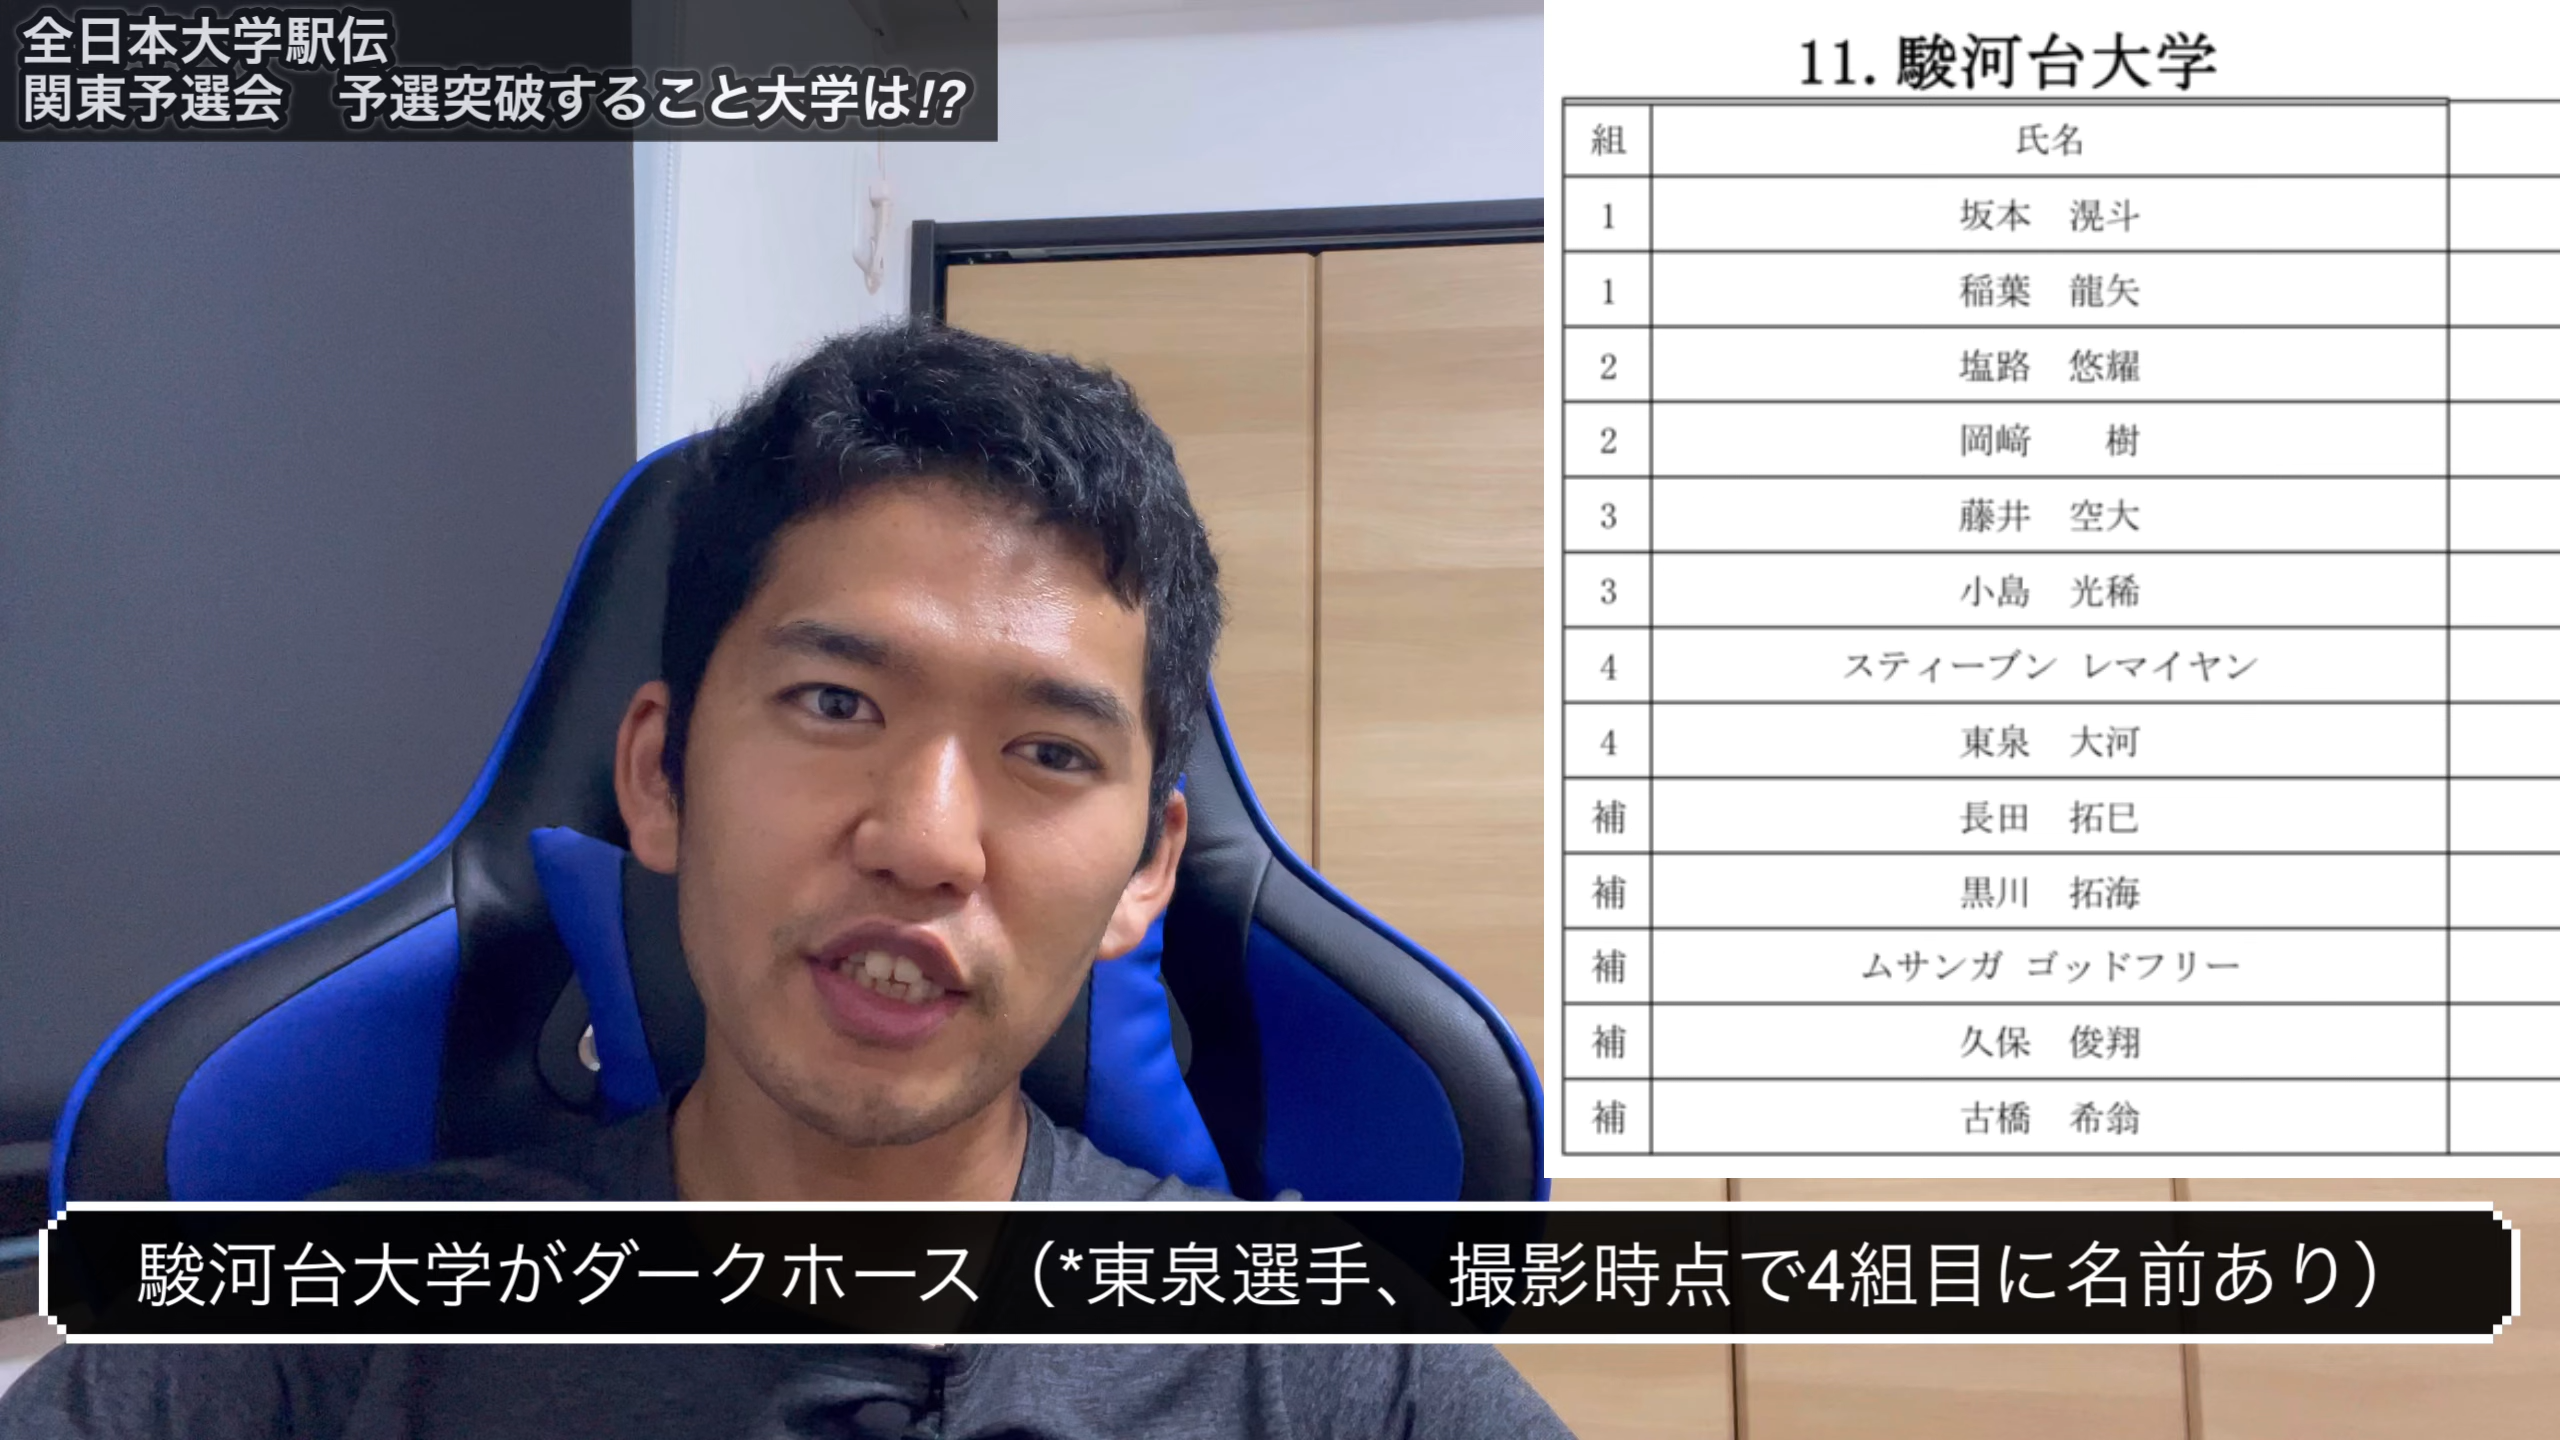 全日本大学駅伝
関東予選会　予選突破すること大学は!?
11. 駿河台大学
組 氏名
1 坂本　滉斗
1 稲葉　龍矢
2 塩路　悠耀
2 岡﨑　　樹
3 藤井　空大
3 小島　光稀
4 スティーブン レマイヤン
4 東泉　大河
補 長田　拓巳
補 黒川　拓海
補 ムサンガ ゴッドフリー
補 久保　俊翔
補 古橋　希翁
駿河台大学がダークホース（*東泉選手、撮影時点で4組目に名前あり）